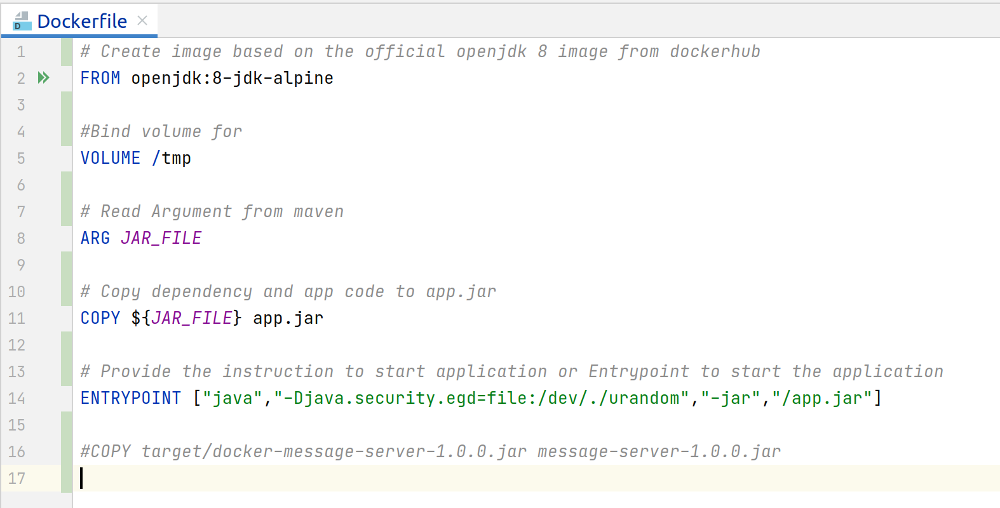 Dockerfile
1 # Create image based on the official openjdk 8 image from dockerhub
2 FROM openjdk:8-jdk-alpine
3
4 #Bind volume for
5 VOLUME /tmp
6
7 # Read Argument from maven
8 ARG JAR_FILE
9
10 # Copy dependency and app code to app.jar
11 COPY ${JAR_FILE} app.jar
12
13 # Provide the instruction to start application or Entrypoint to start the application
14 ENTRYPOINT ["java","-Djava.security.egd=file:/dev/./urandom","-jar","/app.jar"]
15
16 #COPY target/docker-message-server-1.0.0.jar message-server-1.0.0.jar
17